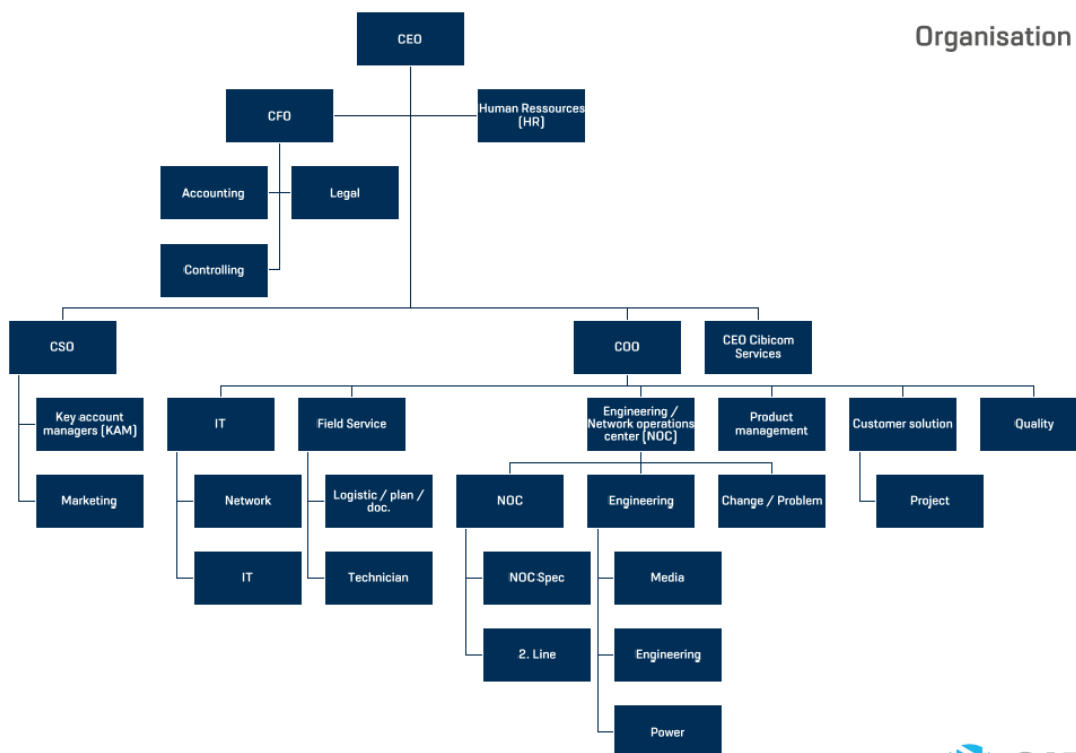 Organisation
CEO
CFO
Human Ressources
(HR)
Accounting
Legal
Controlling
CSO
COO
CEO Cibicom
Services
Key account
managers (KAM)
IT
Field Service
Engineering /
Network operations
center (NOC)
Product
management
Customer solution
Quality
Marketing
Network
Logistic / plan /
doc.
NOC
Engineering
Change / Problem
Project
IT
Technician
NOC Spec
Media
2. Line
Engineering
Power